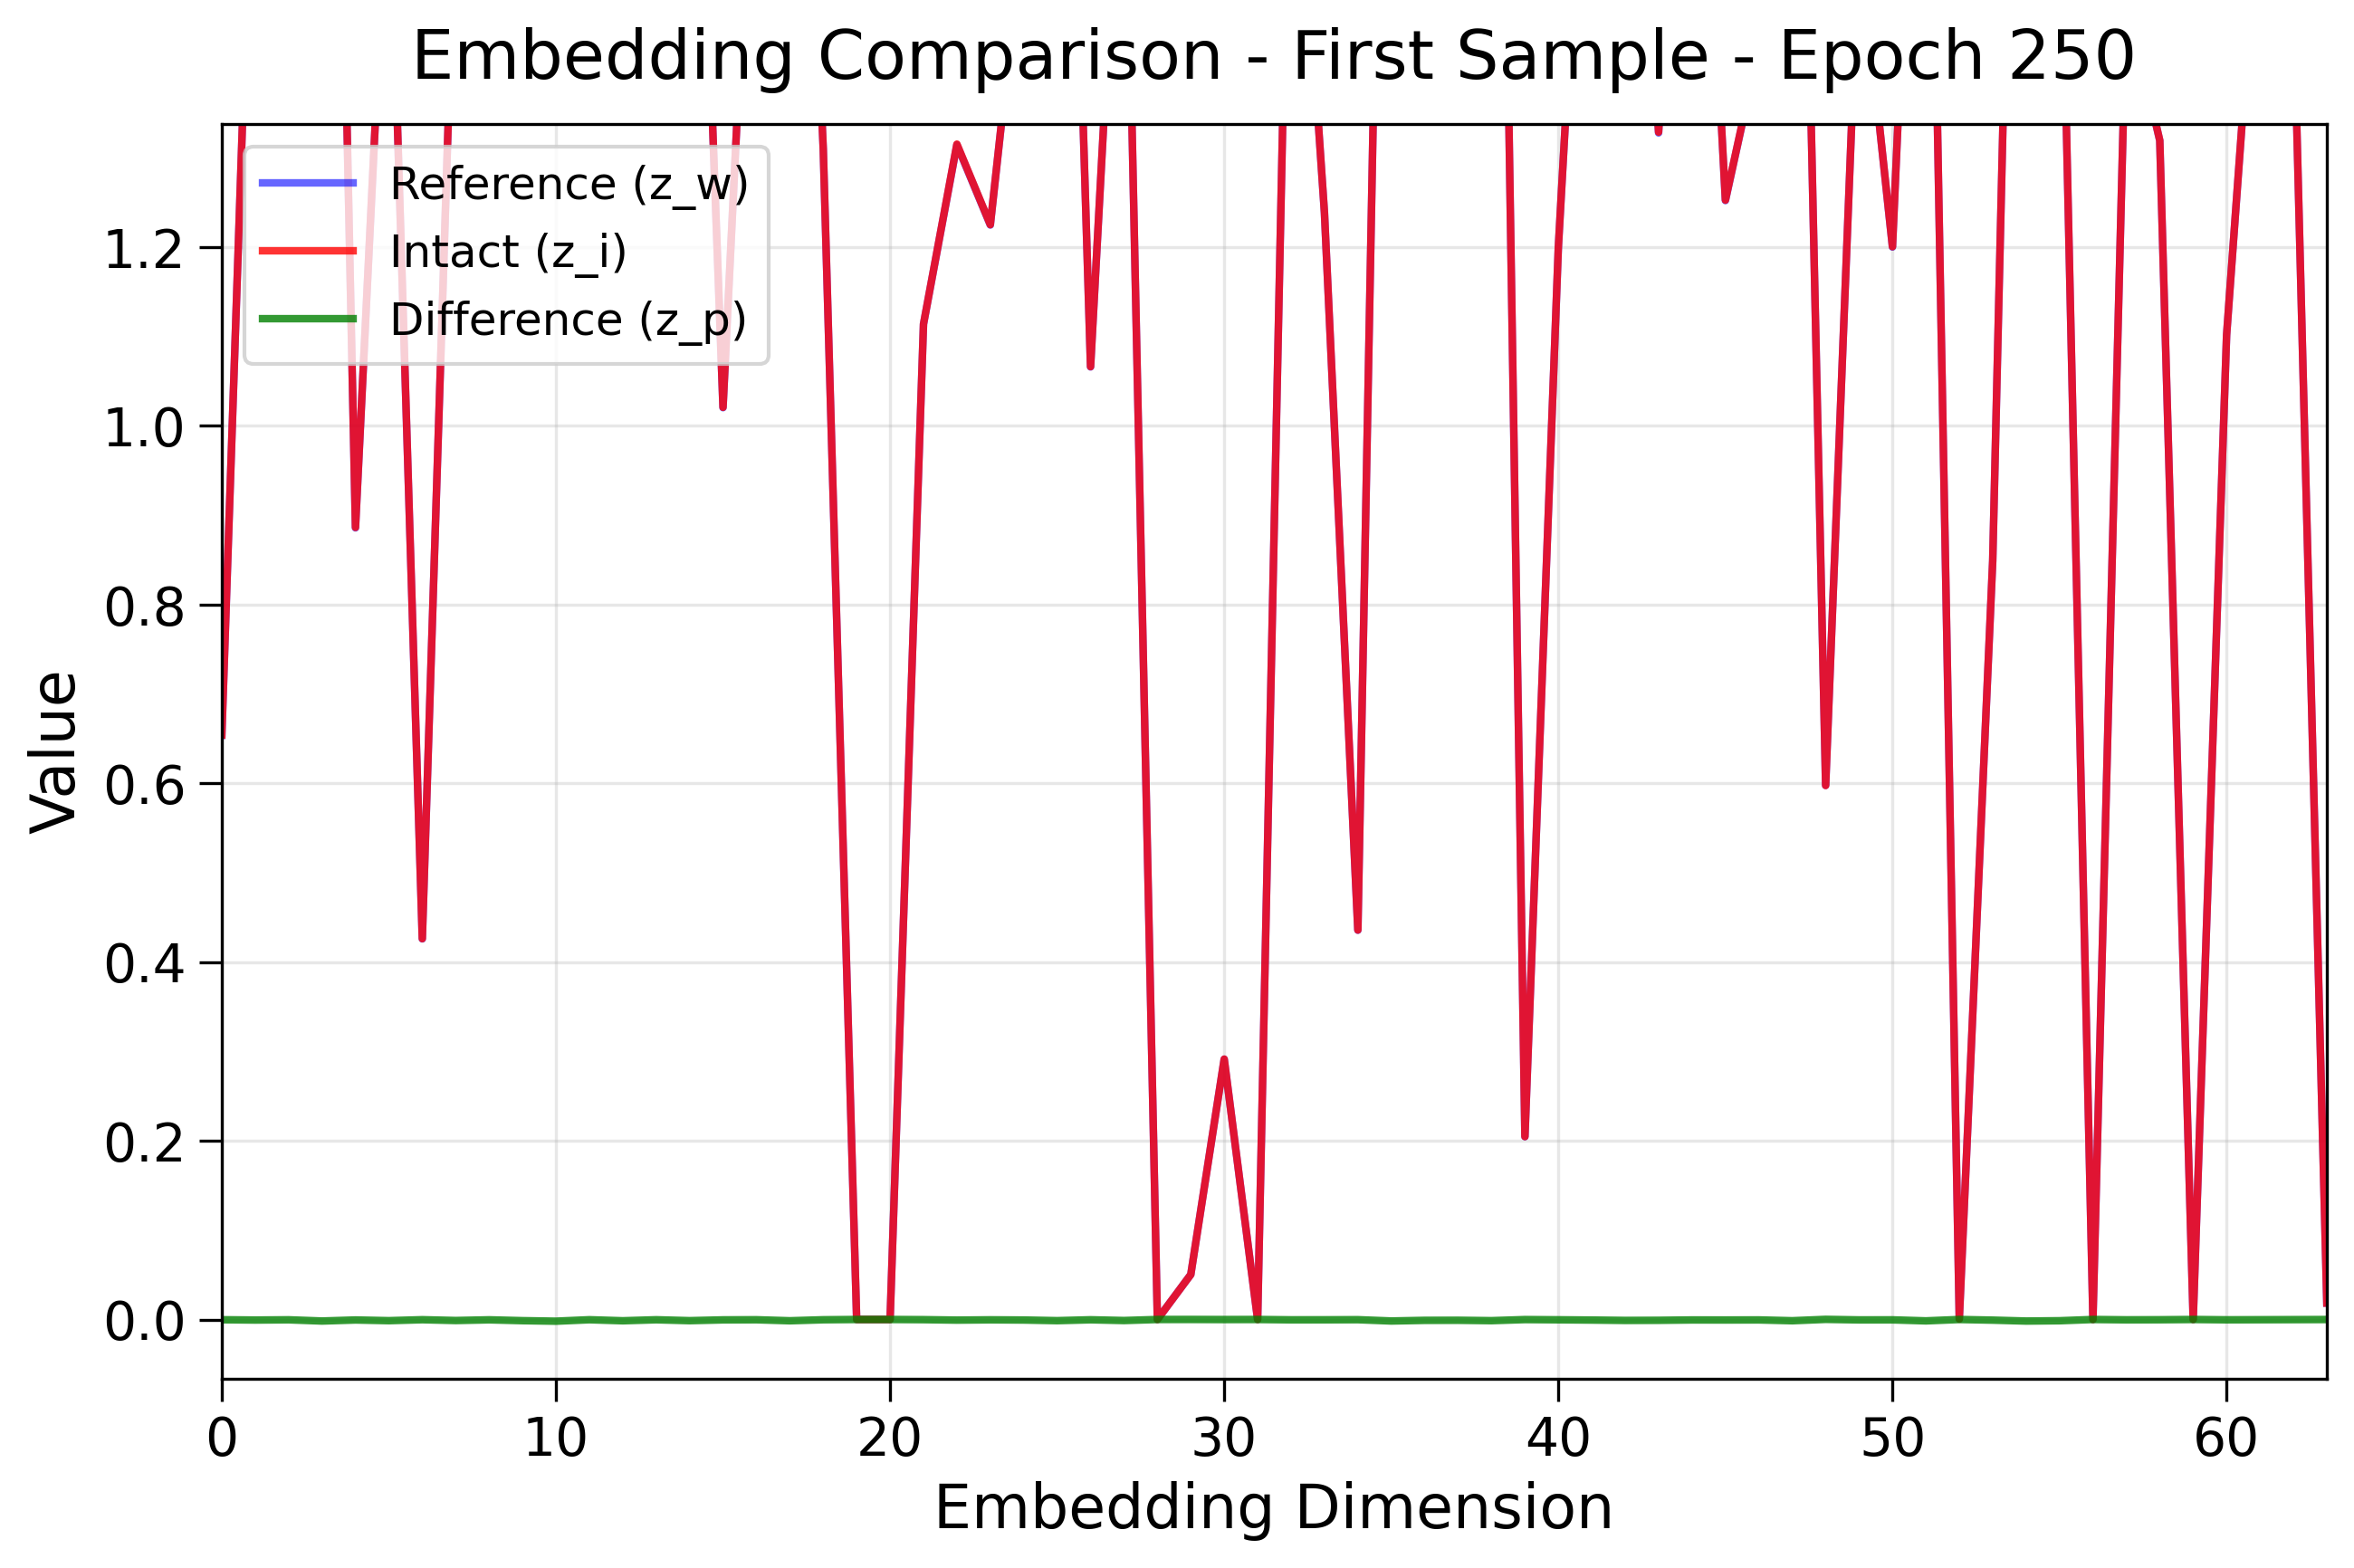 Embedding Comparison - First Sample - Epoch 250
Reference (z_w)
Intact (z_i)
Difference (z_p)
1.2
1.0
0.8
0.6
0.4
0.2
0.0
Value
0 10 20 30 40 50 60
Embedding Dimension